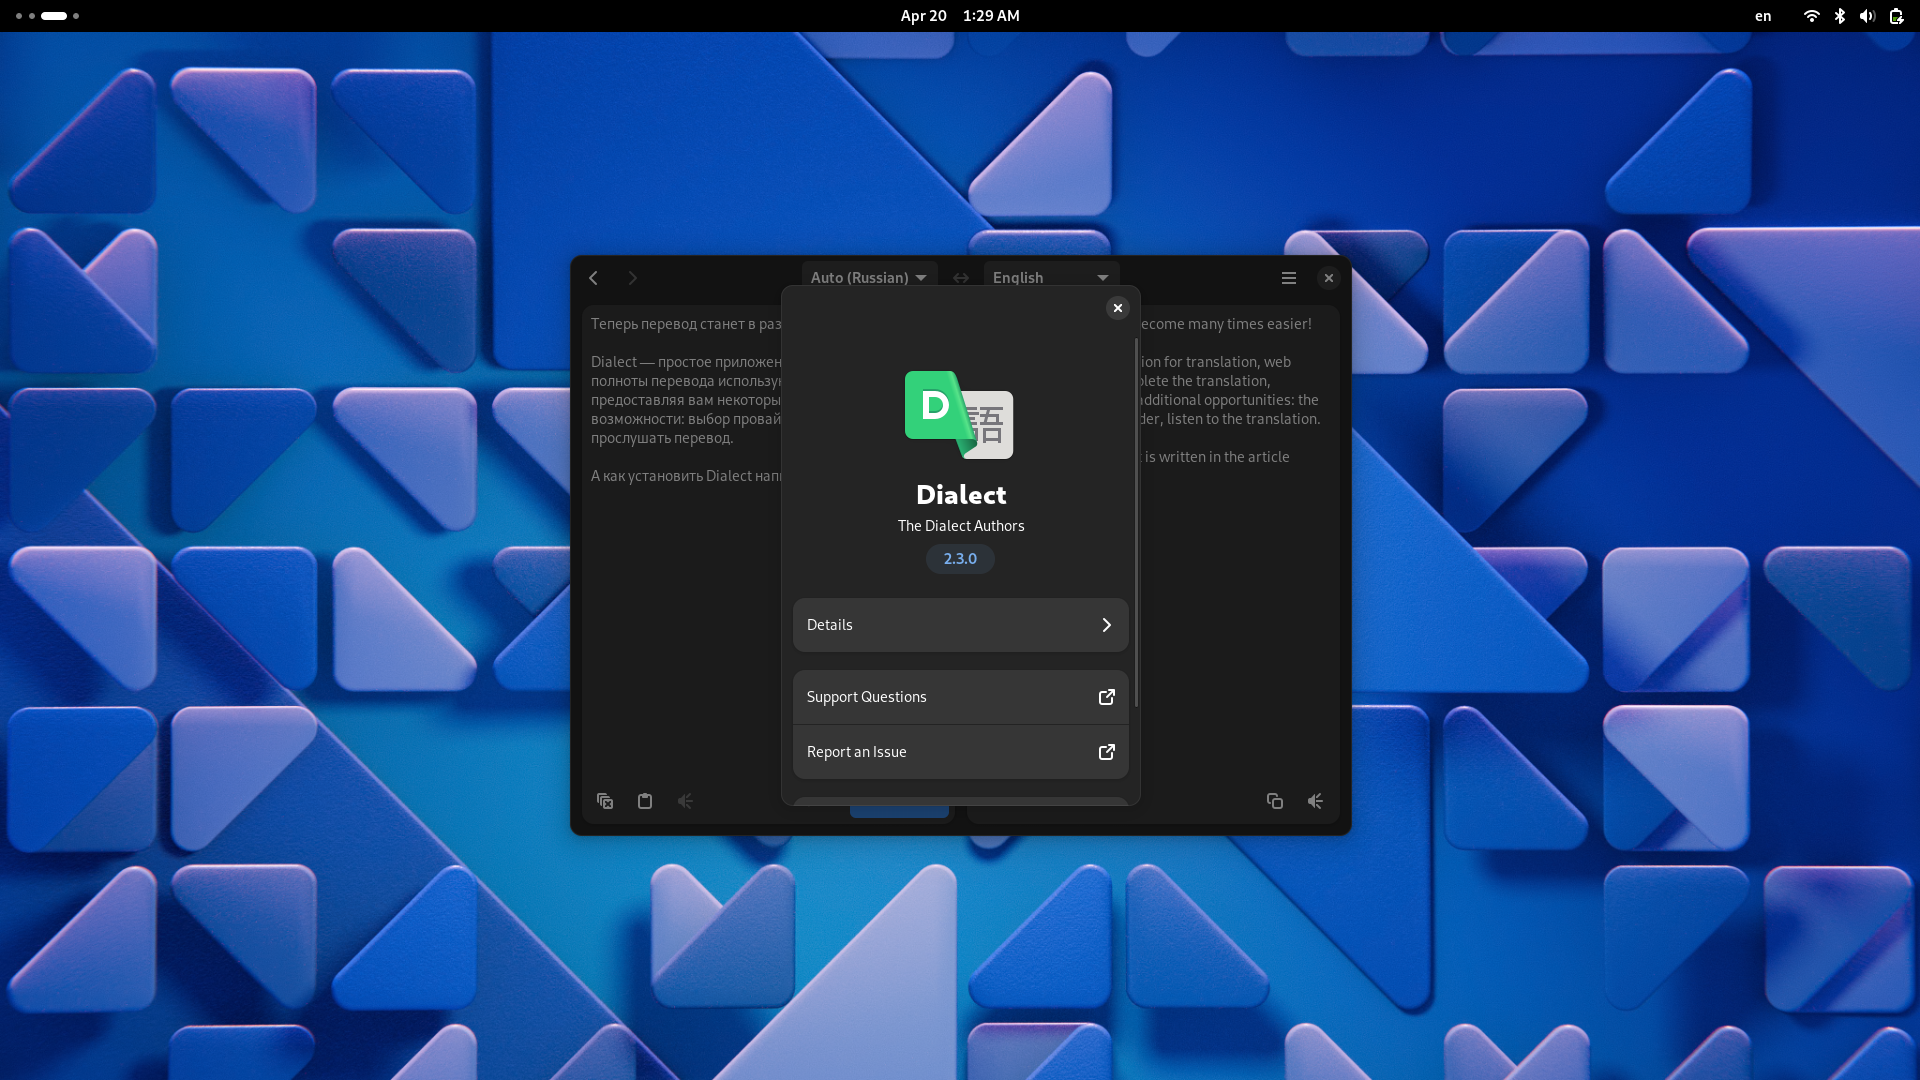 Apr 20 1:29 AM
en
Auto (Russian)
English
Теперь перевод станет в раз
Dialect — простое приложен
полноты перевода использу
предоставляя вам некоторы
возможности: выбор провай
прослушать перевод.
А как установить Dialect нап
ecome many times easier!
ion for translation, web
lete the translation,
additional opportunities: the
der, listen to the translation.
is written in the article
D
語
Dialect
The Dialect Authors
2.3.0
Details
Support Questions
Report an Issue